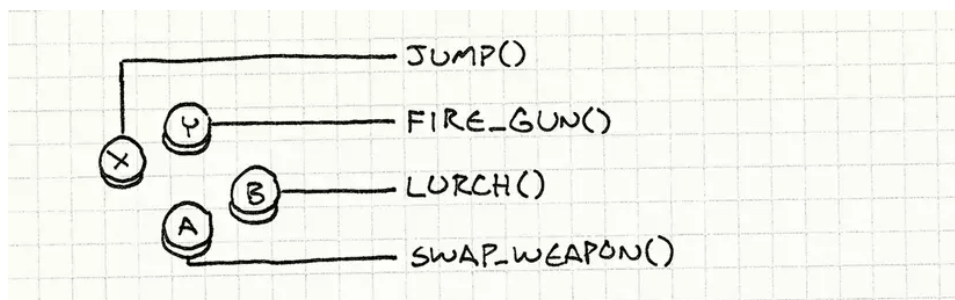 JUMP()
Y FIRE_GUN()
X
B LURCH()
A
SWAP_WEAPON()